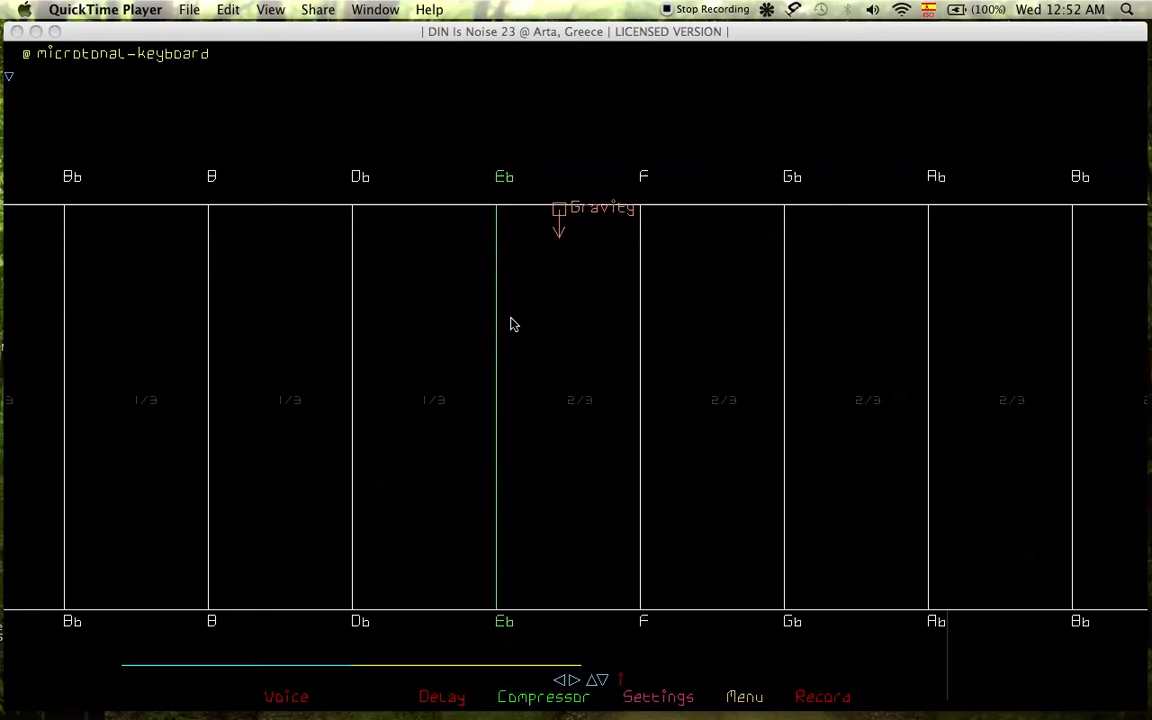 QuickTime Player File Edit View Share Window Help Stop Recording ISO (100%) Wed 12:52 AM
| DIN Is Noise 23 @ Arta, Greece | LICENSED VERSION |
@ microtonal-keyboard
Bb B Db Eb F Gb Ab Bb
Gravity
3 1/3 1/3 1/3 2/3 2/3 2/3 2/3
Bb B Db Eb F Gb Ab Bb
Voice Delay Compressor Settings Menu Record